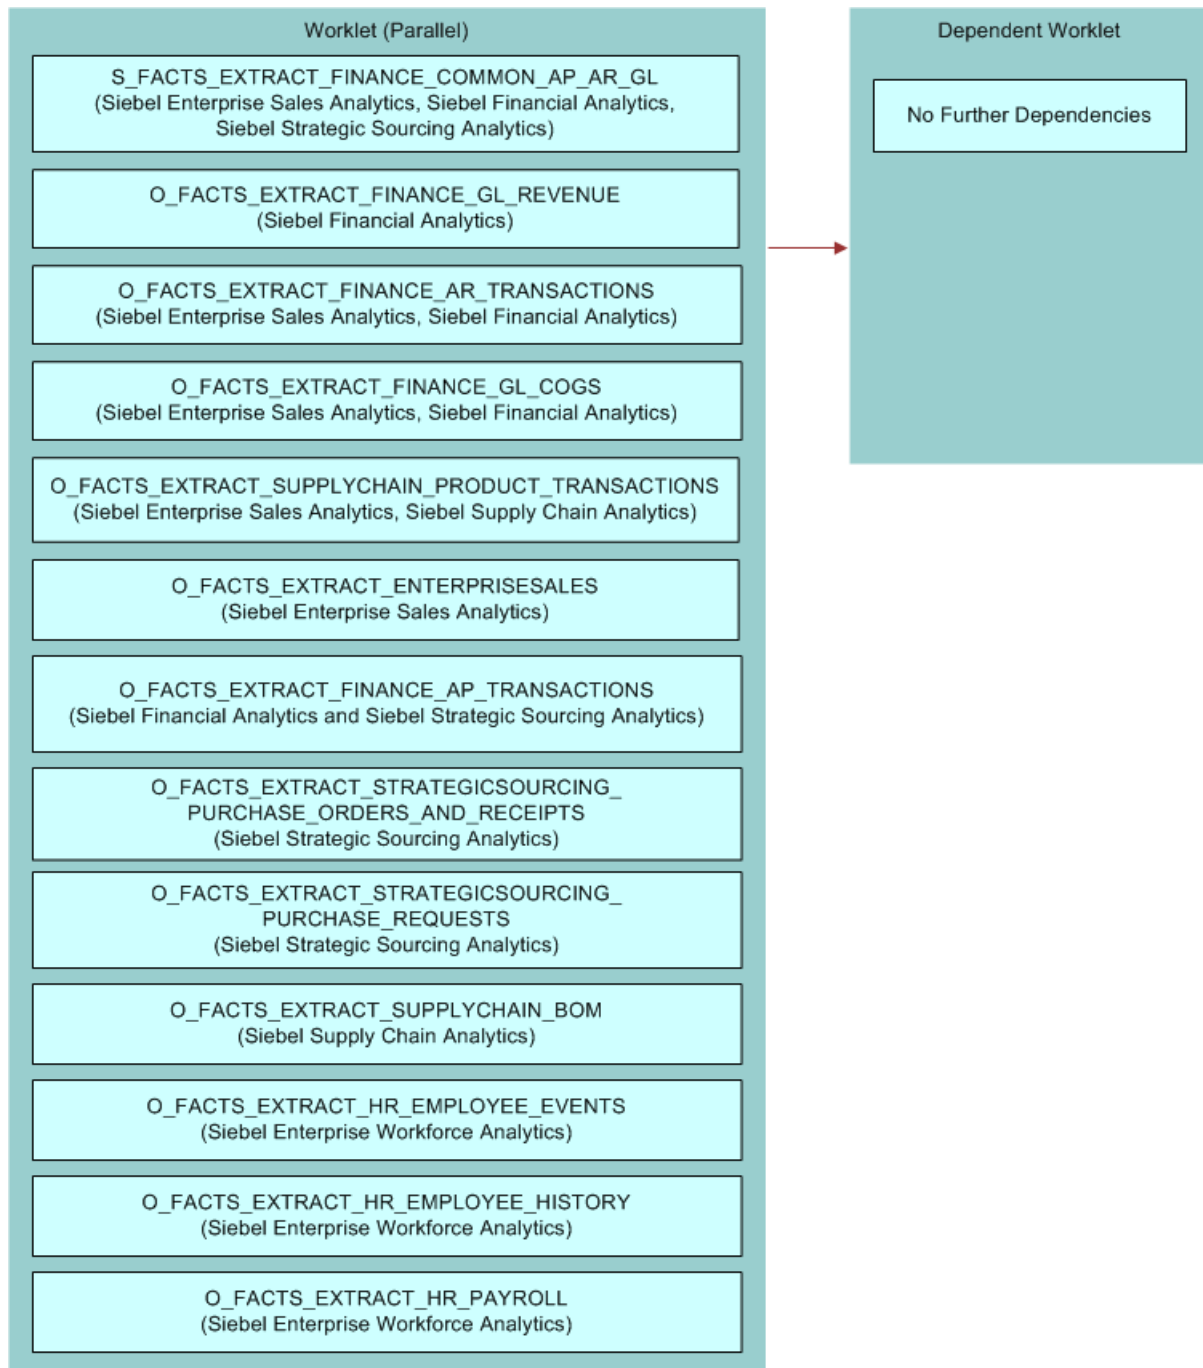 Worklet (Parallel)
S_FACTS_EXTRACT_FINANCE_COMMON_AP_AR_GL
(Siebel Enterprise Sales Analytics, Siebel Financial Analytics,
Siebel Strategic Sourcing Analytics)
O_FACTS_EXTRACT_FINANCE_GL_REVENUE
(Siebel Financial Analytics)
O_FACTS_EXTRACT_FINANCE_AR_TRANSACTIONS
(Siebel Enterprise Sales Analytics, Siebel Financial Analytics)
O_FACTS_EXTRACT_FINANCE_GL_COGS
(Siebel Enterprise Sales Analytics, Siebel Financial Analytics)
O_FACTS_EXTRACT_SUPPLYCHAIN_PRODUCT_TRANSACTIONS
(Siebel Enterprise Sales Analytics, Siebel Supply Chain Analytics)
O_FACTS_EXTRACT_ENTERPRISESALES
(Siebel Enterprise Sales Analytics)
O_FACTS_EXTRACT_FINANCE_AP_TRANSACTIONS
(Siebel Financial Analytics and Siebel Strategic Sourcing Analytics)
O_FACTS_EXTRACT_STRATEGICSOURCING_
PURCHASE_ORDERS_AND_RECEIPTS
(Siebel Strategic Sourcing Analytics)
O_FACTS_EXTRACT_STRATEGICSOURCING_
PURCHASE_REQUESTS
(Siebel Strategic Sourcing Analytics)
O_FACTS_EXTRACT_SUPPLYCHAIN_BOM
(Siebel Supply Chain Analytics)
O_FACTS_EXTRACT_HR_EMPLOYEE_EVENTS
(Siebel Enterprise Workforce Analytics)
O_FACTS_EXTRACT_HR_EMPLOYEE_HISTORY
(Siebel Enterprise Workforce Analytics)
O_FACTS_EXTRACT_HR_PAYROLL
(Siebel Enterprise Workforce Analytics)
Dependent Worklet
No Further Dependencies